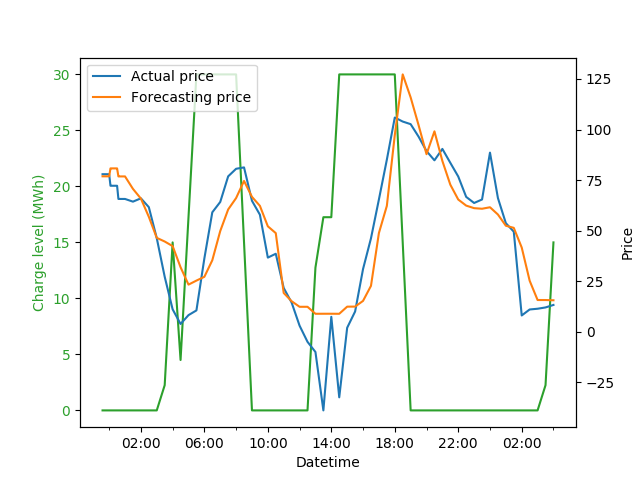 Actual price
Forecasting price
30
25
20
15
10
5
0
Charge level (MWh)
125
100
75
50
25
0
−25
Price
02:00 06:00 10:00 14:00 18:00 22:00 02:00
Datetime